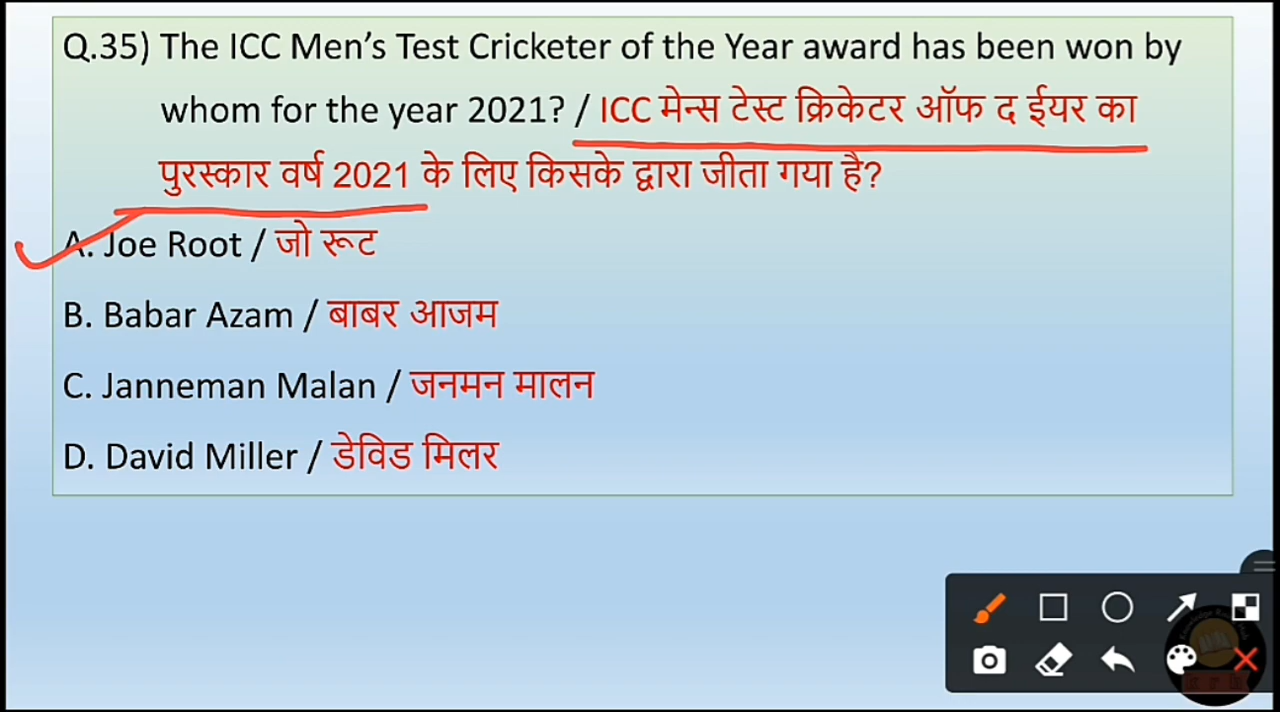 Q.35) The ICC Men’s Test Cricketer of the Year award has been won by
whom for the year 2021? / ICC मेन्स टेस्ट क्रिकेटर ऑफ द ईयर का
पुरस्कार वर्ष 2021 के लिए किसके द्वारा जीता गया है?
A. Joe Root / जो रूट
B. Babar Azam / बाबर आजम
C. Janneman Malan / जनमन मालन
D. David Miller / डेविड मिलर